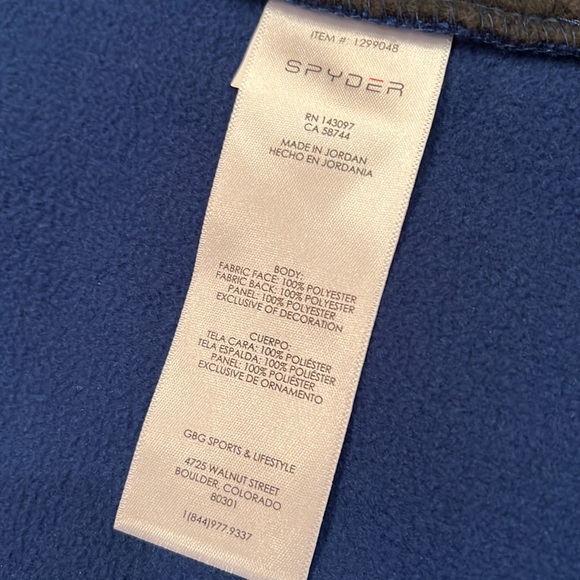 ITEM #: 1299048
SPYDER
RN 143097
CA 58744
MADE IN JORDAN
HECHO EN JORDANIA
BODY:
FABRIC FACE: 100% POLYESTER
FABRIC BACK: 100% POLYESTER
PANEL: 100% POLYESTER
EXCLUSIVE OF DECORATION
CUERPO:
TELA CARA: 100% POLIÉSTER
TELA ESPALDA: 100% POLIÉSTER
PANEL: 100% POLIÉSTER
EXCLUSIVE DE ORNAMENTO
GBG SPORTS & LIFESTYLE
4725 WALNUT STREET
BOULDER, COLORADO
80301
1(844)977.9337